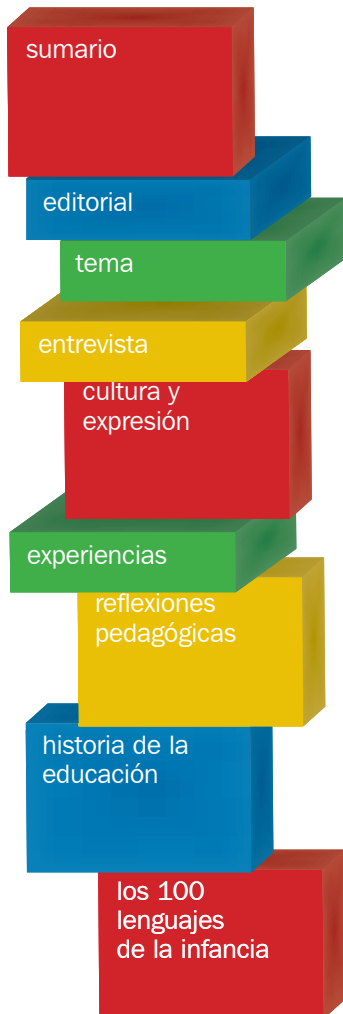 sumario
editorial
tema
entrevista
cultura y
expresión
experiencias
reflexiones
pedagógicas
historia de la
educación
los 100
lenguajes
de la infancia